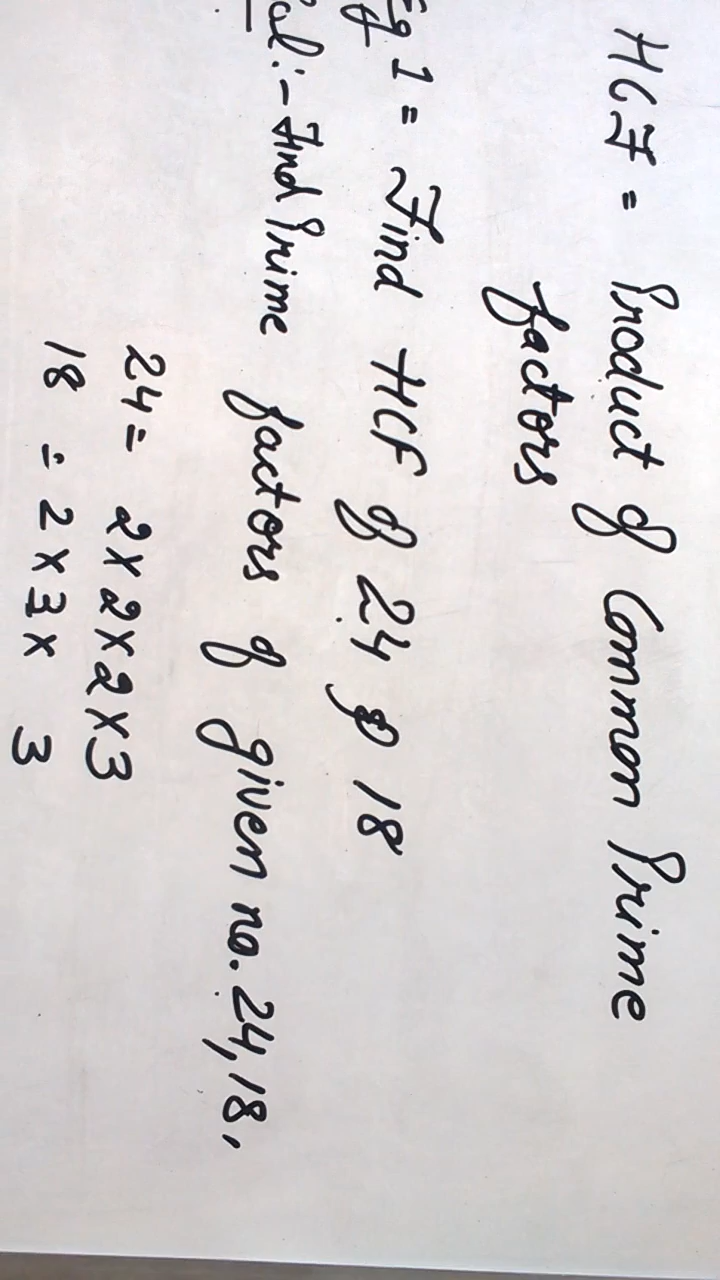 HCF = Product of Common Prime
factors
Eg 1 = Find HCF of 24 & 18
Sol:- Find Prime factors of given no. 24, 18,
24 = 2 x 2 x 2 x 3
18 = 2 x 3 x 3